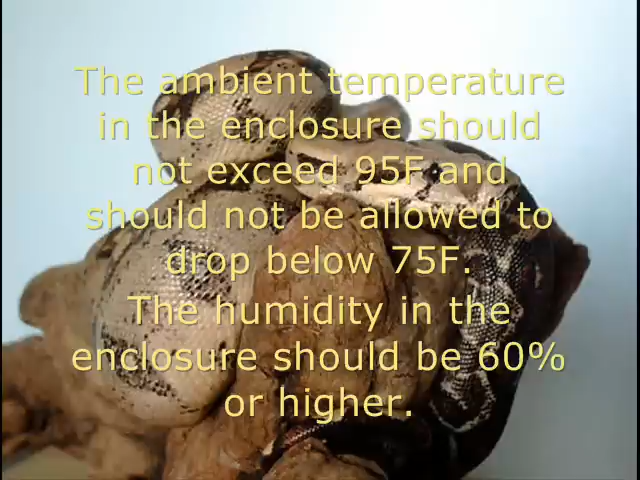 The ambient temperature
in the enclosure should
not exceed 95F and
should not be allowed to
drop below 75F.
The humidity in the
enclosure should be 60%
or higher.